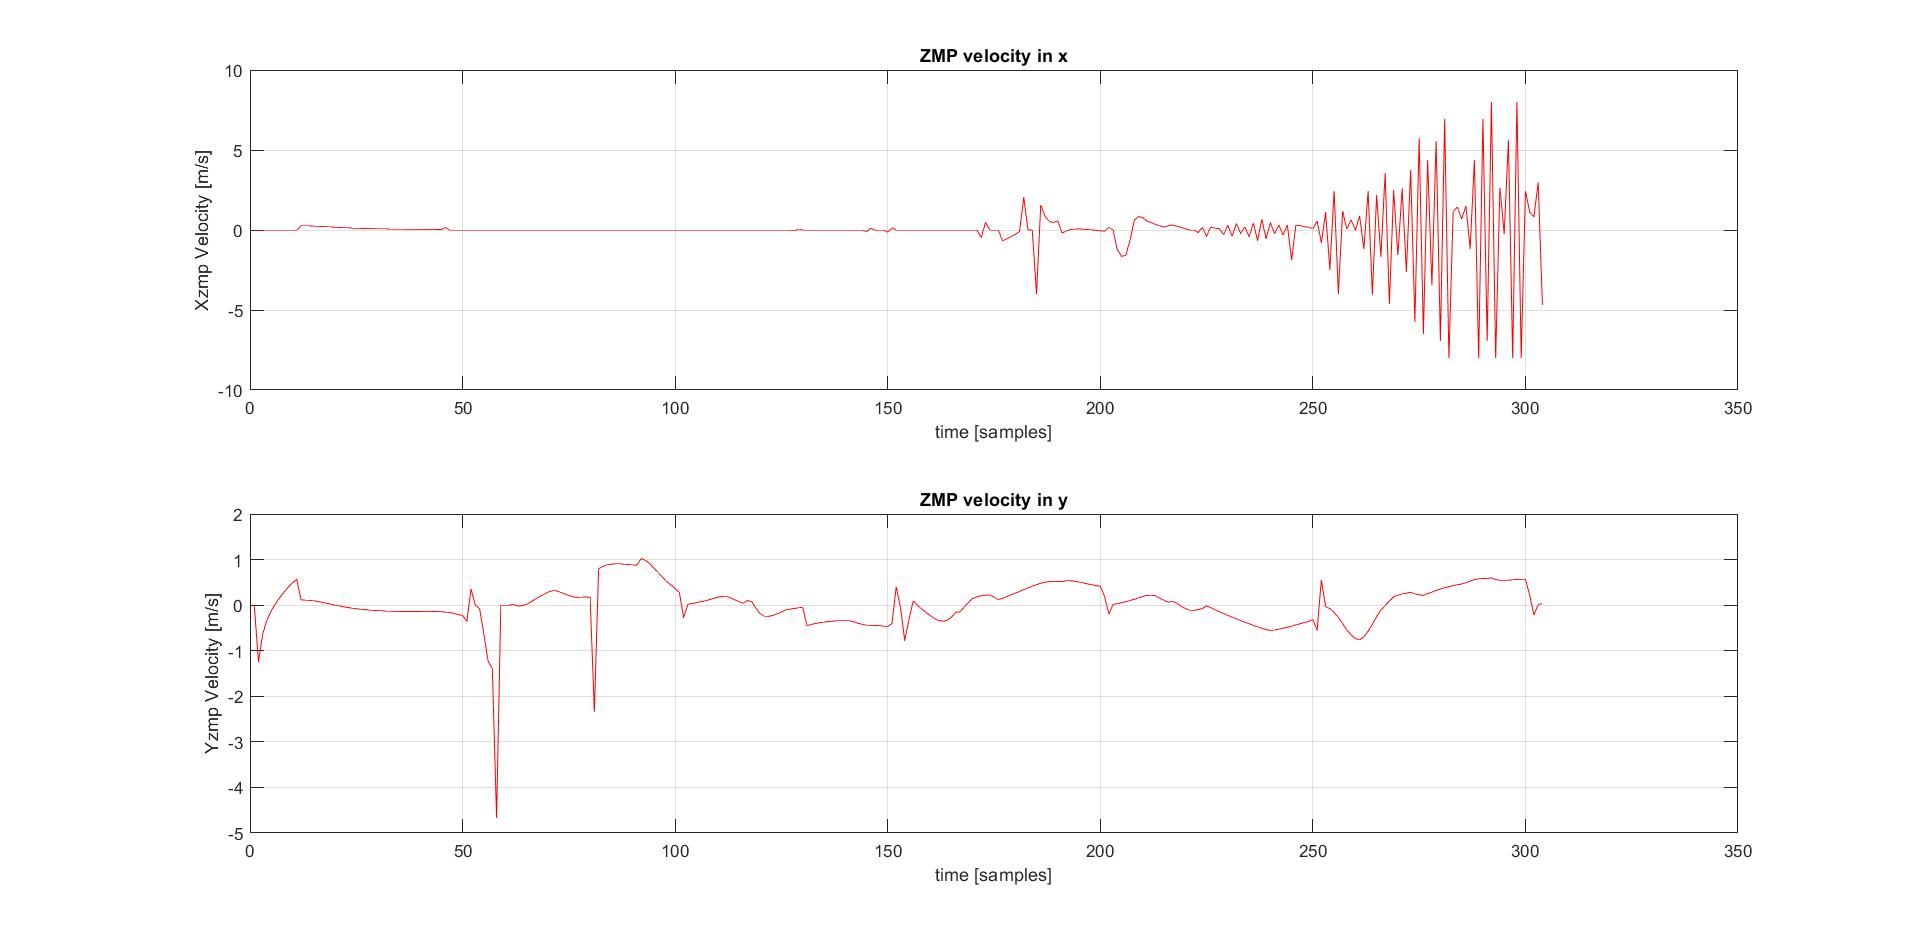 ZMP velocity in x
10
5
0
-5
-10
Xzmp Velocity [m/s]
0 50 100 150 200 250 300 350
time [samples]
ZMP velocity in y
2
1
0
-1
-2
-3
-4
-5
Yzmp Velocity [m/s]
0 50 100 150 200 250 300 350
time [samples]